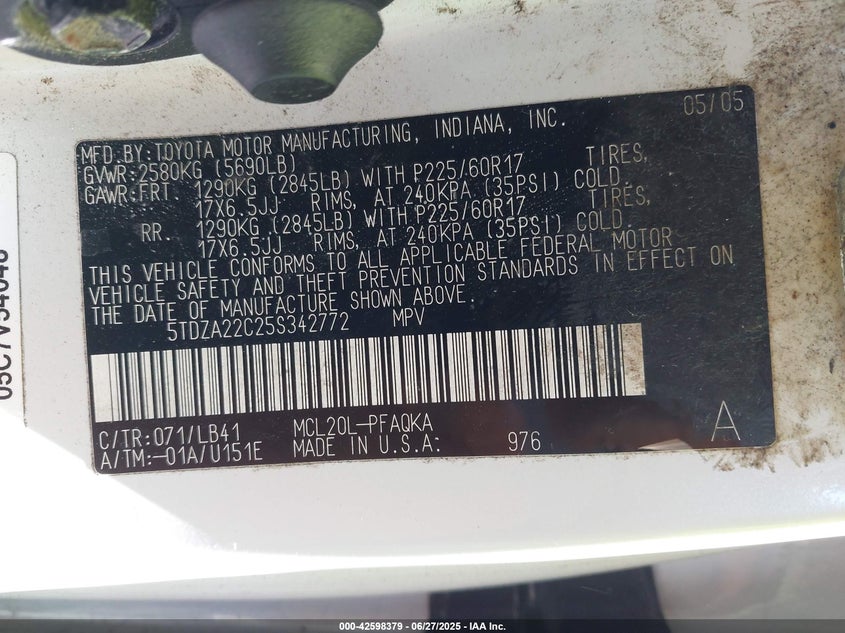 05/05
MFD.BY:TOYOTA MOTOR MANUFACTURING, INDIANA, INC.
GVWR:2580KG (5690LB)
GAWR:FRT. 1290KG (2845LB) WITH P225/60R17 TIRES,
17X6.5JJ RIMS, AT 240KPA (35PSI) COLD,
RR. 1290KG (2845LB) WITH P225/60R17 TIRES,
17X6.5JJ RIMS, AT 240KPA (35PSI) COLD,
THIS VEHICLE CONFORMS TO ALL APPLICABLE FEDERAL MOTOR
VEHICLE SAFETY AND THEFT PREVENTION STANDARDS IN EFFECT ON
THE DATE OF MANUFACTURE SHOWN ABOVE.
5TDZA22C25S342772 MPV
C/TR:071/LB41 MCL20L-PFAQKA A
A/TM:-01A/U151E MADE IN U.S.A: 976
000-42598379 - 06/27/2025 - IAA Inc.